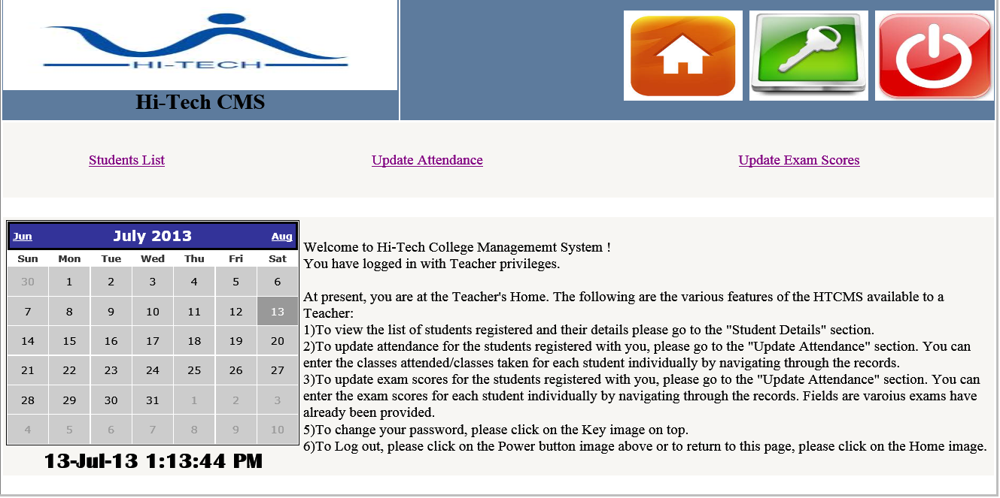 HI-TECH
Hi-Tech CMS
Students List
Update Attendance
Update Exam Scores
Jun July 2013 Aug
Sun Mon Tue Wed Thu Fri Sat
30 1 2 3 4 5 6
7 8 9 10 11 12 13
14 15 16 17 18 19 20
21 22 23 24 25 26 27
28 29 30 31 1 2 3
4 5 6 7 8 9 10
13-Jul-13 1:13:44 PM
Welcome to Hi-Tech College Managememt System !
You have logged in with Teacher privileges.
At present, you are at the Teacher's Home. The following are the various features of the HTCMS available to a
Teacher:
1)To view the list of students registered and their details please go to the "Student Details" section.
2)To update attendance for the students registered with you, please go to the "Update Attendance" section. You can
enter the classes attended/classes taken for each student individually by navigating through the records.
3)To update exam scores for the students registered with you, please go to the "Update Attendance" section. You can
enter the exam scores for each student individually by navigating through the records. Fields are varoius exams have
already been provided.
5)To change your password, please click on the Key image on top.
6)To Log out, please click on the Power button image above or to return to this page, please click on the Home image.